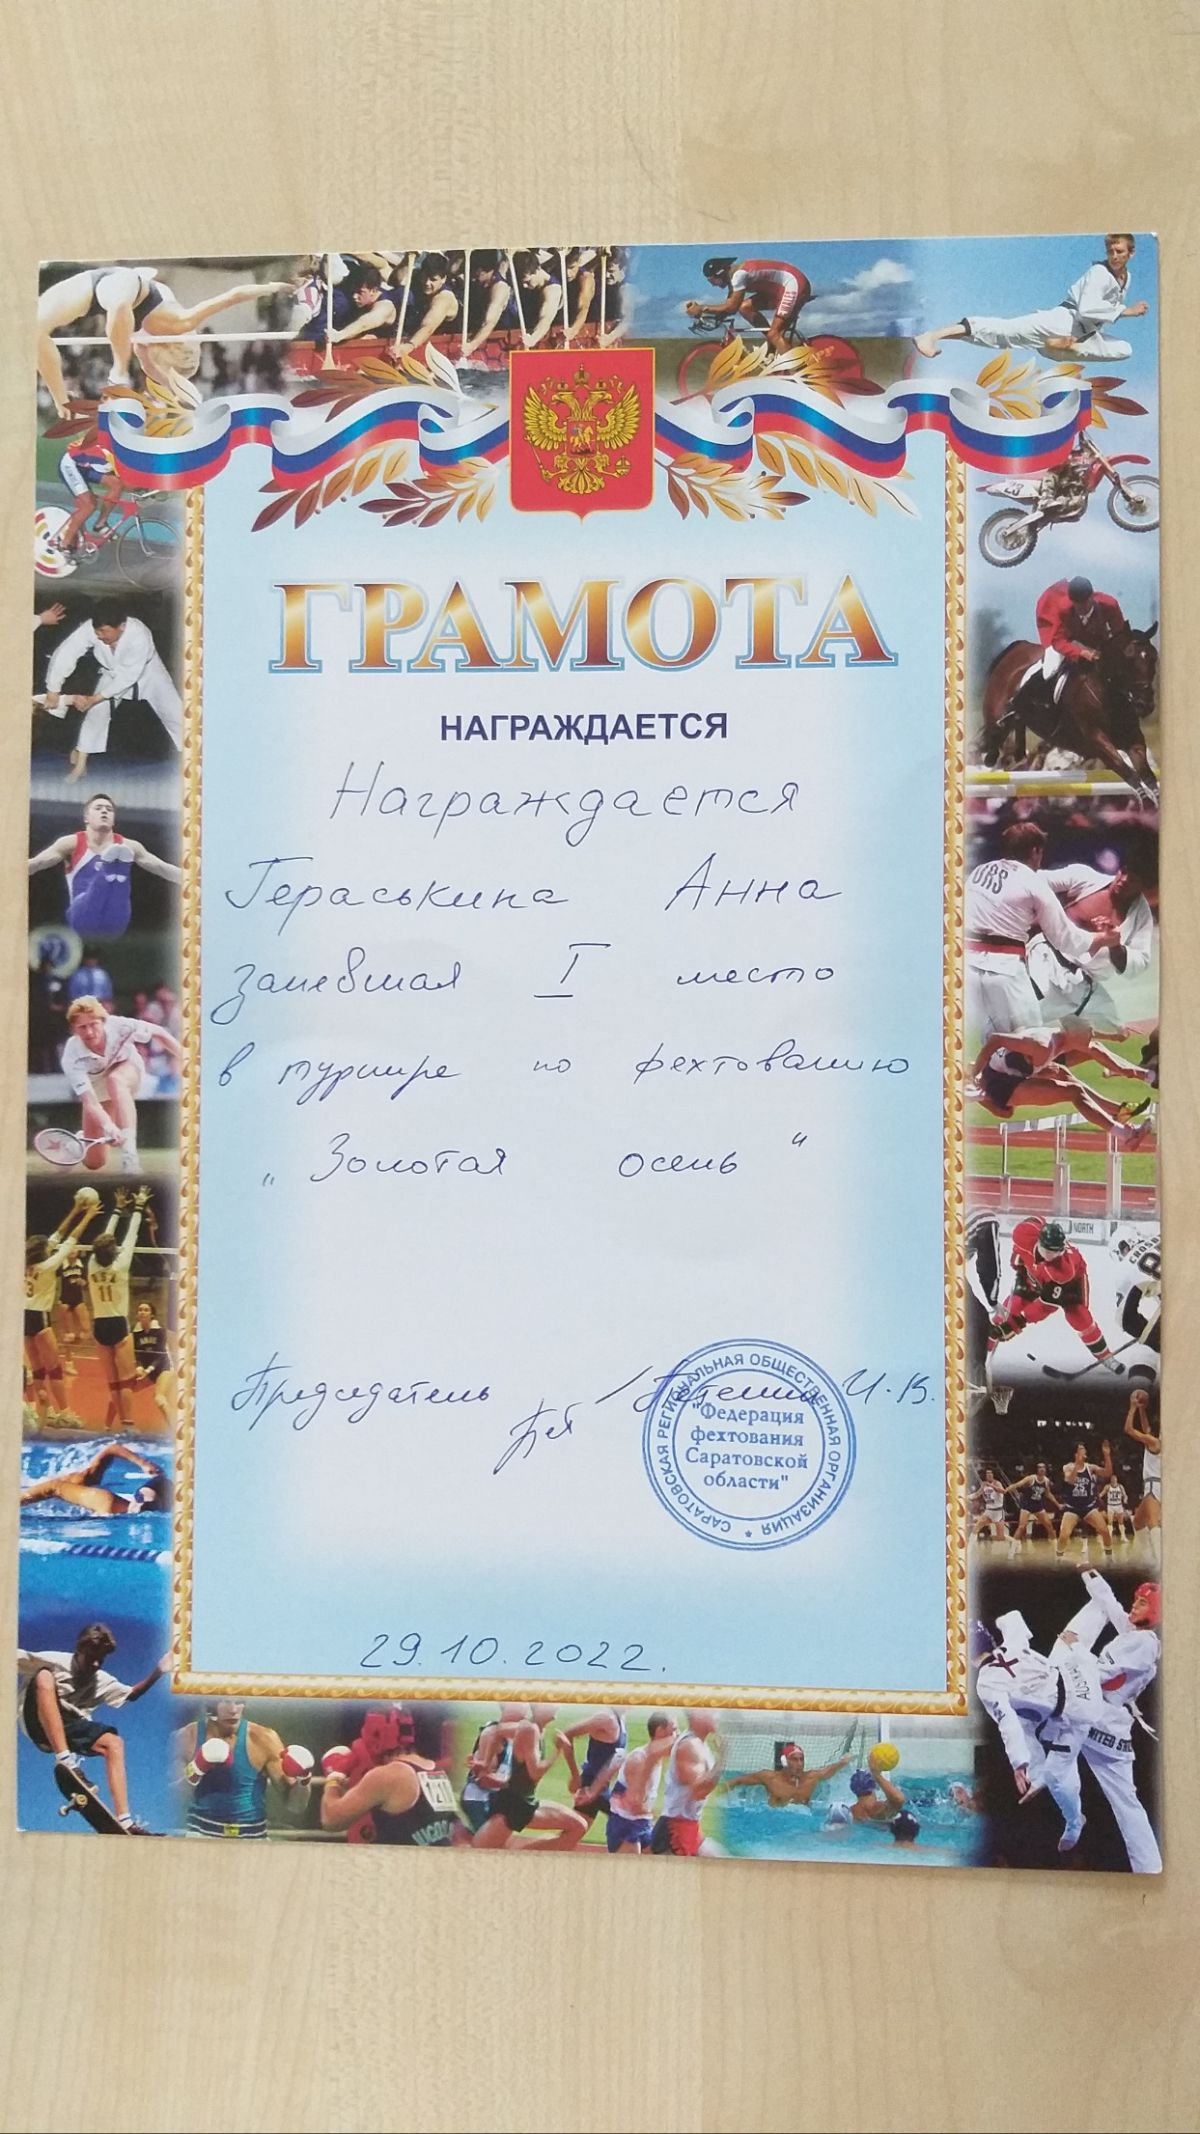 ГРАМОТА
НАГРАЖДАЕТСЯ
Награждается
Гераськина Анна
занявшая I место
в турнире по фехтованию
„Золотая осень"
Председатель И.В.
САРАТОВСКАЯ РЕГИОНАЛЬНАЯ ОБЩЕСТВЕННАЯ ОРГАНИЗАЦИЯ
"Федерация
фехтования
Саратовской
области"
29.10.2022.